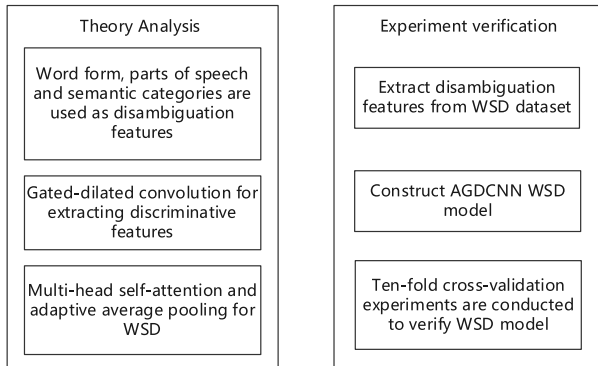 Theory Analysis
Word form, parts of speech
and semantic categories are
used as disambiguation
features
Gated-dilated convolution for
extracting discriminative
features
Multi-head self-attention and
adaptive average pooling for
WSD
Experiment verification
Extract disambiguation
features from WSD dataset
Construct AGDCNN WSD
model
Ten-fold cross-validation
experiments are conducted
to verify WSD model